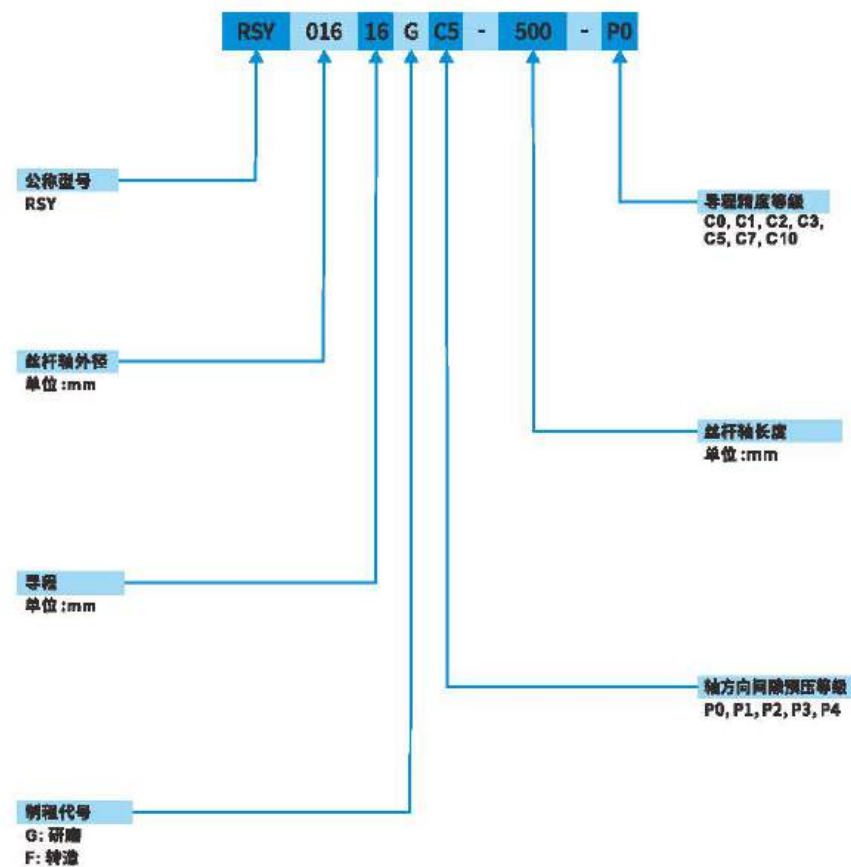 RSY 016 16 G C5 - 500 - P0
公称型号
RSY
导程精度等级
C0, C1, C2, C3,
C5, C7, C10
丝杆轴外径
单位:mm
丝杆轴长度
单位:mm
导程
单位:mm
轴方向间隙预压等级
P0, P1, P2, P3, P4
制程代号
G: 研磨
F: 转造